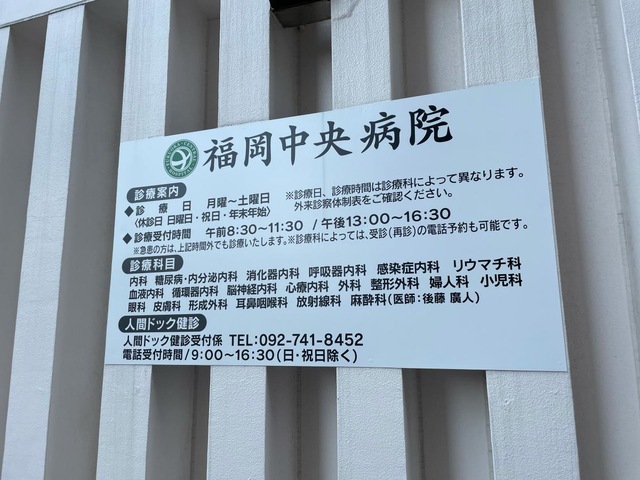 福岡中央病院
診療案内
◆診療日 月曜～土曜日 ※診療日、診療時間は診療科によって異なります。
〈休診日 日曜日・祝日・年末年始〉 外来診察体制表をご確認ください。
◆診療受付時間 午前8:30～11:30 /午後13:00～16:30
※急患の方は、上記時間外でも診療いたします。※診療科によっては、受診(再診)の電話予約も可能です。
診療科目
内科 糖尿病・内分泌内科 消化器内科 呼吸器内科 感染症内科 リウマチ科
血液内科 循環器内科 脳神経内科 心療内科 外科 整形外科 婦人科 小児科
眼科 皮膚科 形成外科 耳鼻咽喉科 放射線科 麻酔科(医師:後藤 廣人)
人間ドック健診
人間ドック健診受付係 TEL:092-741-8452
電話受付時間/9:00～16:30(日・祝日除く)